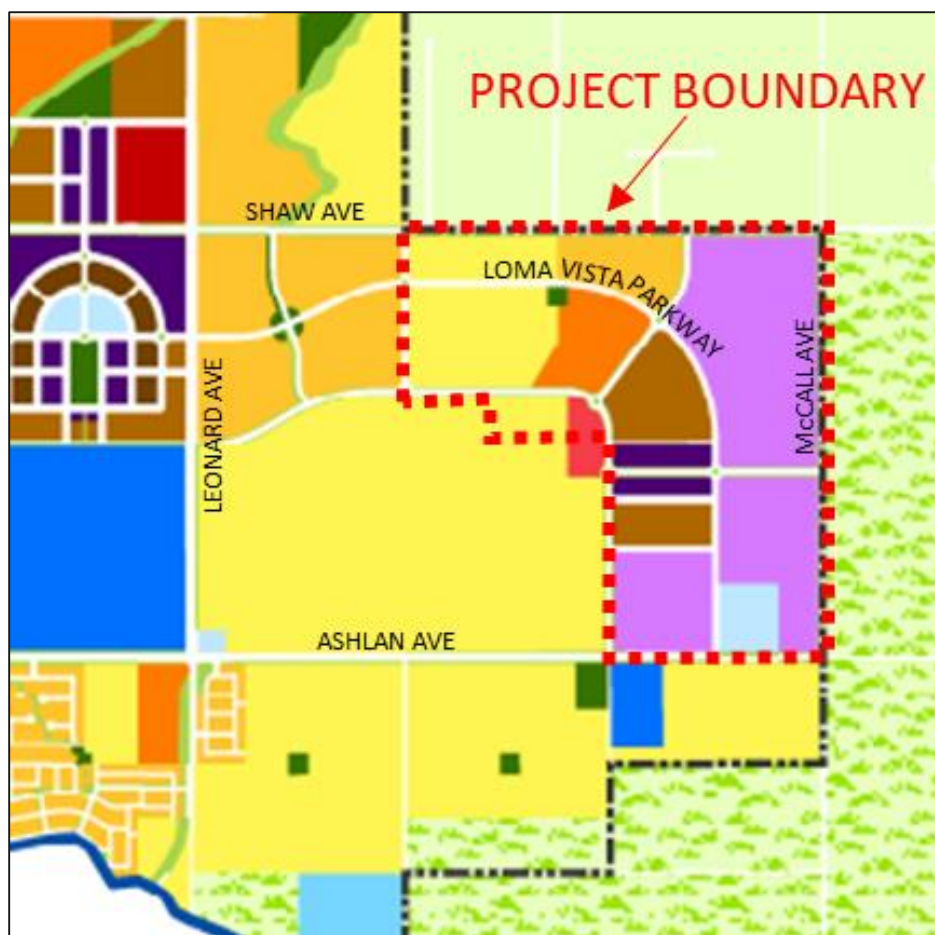 PROJECT BOUNDARY
SHAW AVE
LOMA VISTA PARKWAY
LEONARD AVE
McCALL AVE
ASHLAN AVE